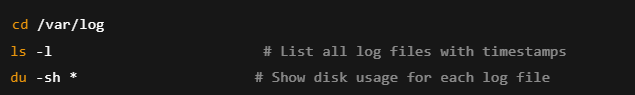 cd /var/log
ls -l                          # List all log files with timestamps
du -sh *                      # Show disk usage for each log file